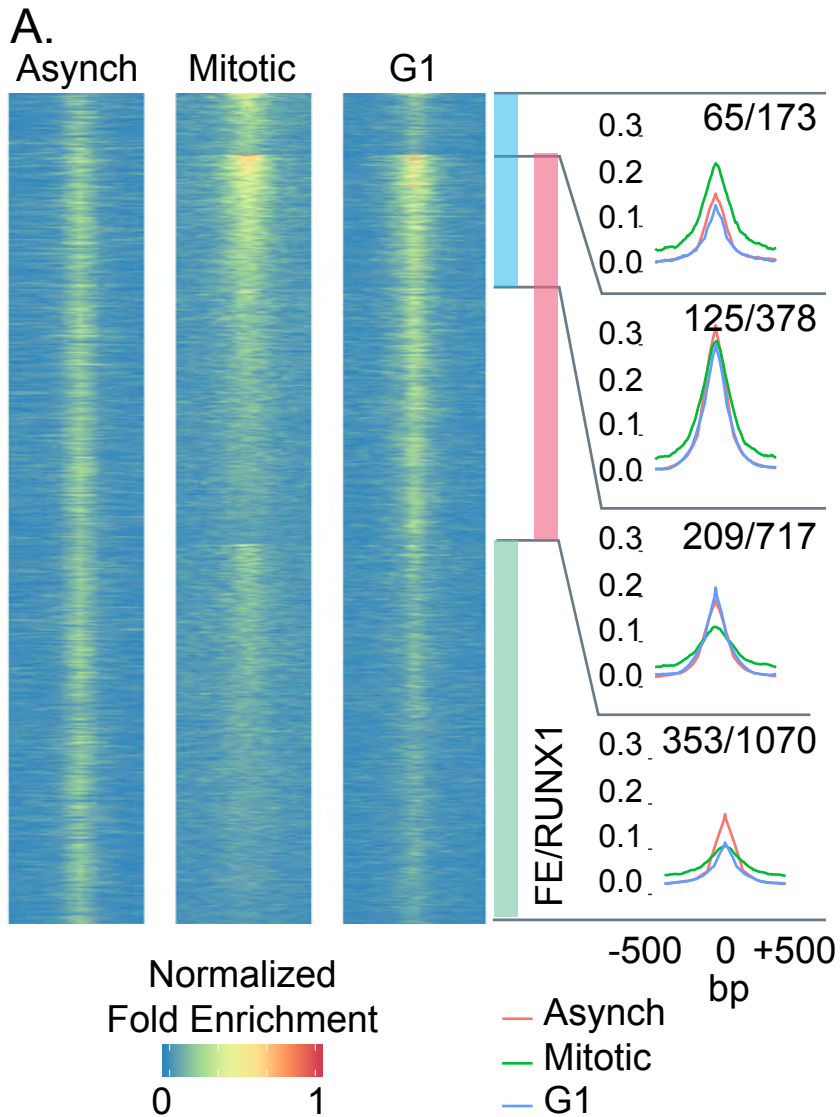 A.
Asynch Mitotic G1
65/173
0.3
0.2
0.1
0.0
125/378
0.3
0.2
0.1
0.0
209/717
0.3
0.2
0.1
0.0
353/1070
0.3
0.2
0.1
0.0
FE/RUNX1
-500 0 +500
bp
Normalized
Fold Enrichment
0 1
Asynch
Mitotic
G1